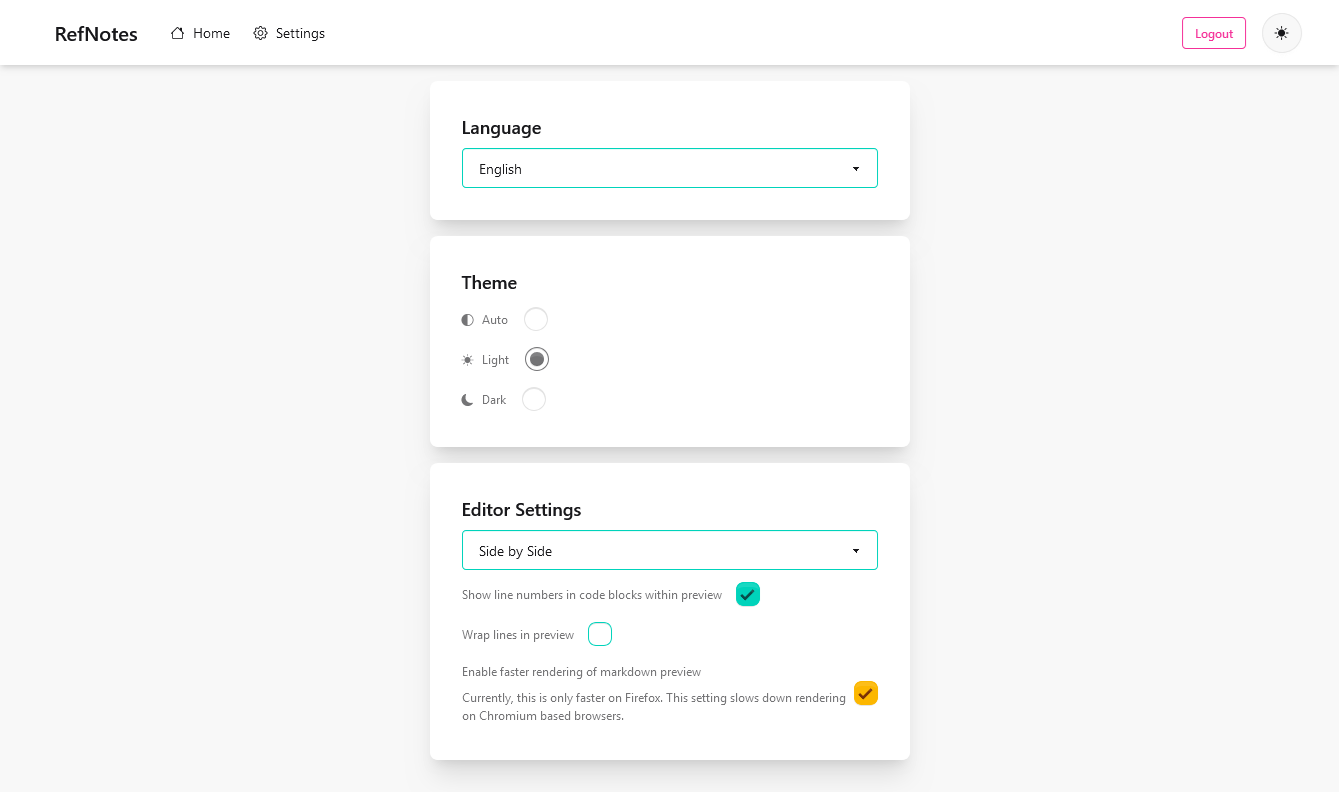 RefNotes Home Settings Logout
Language
English
Theme
Auto
Light
Dark
Editor Settings
Side by Side
Show line numbers in code blocks within preview
Wrap lines in preview
Enable faster rendering of markdown preview
Currently, this is only faster on Firefox. This setting slows down rendering
on Chromium based browsers.